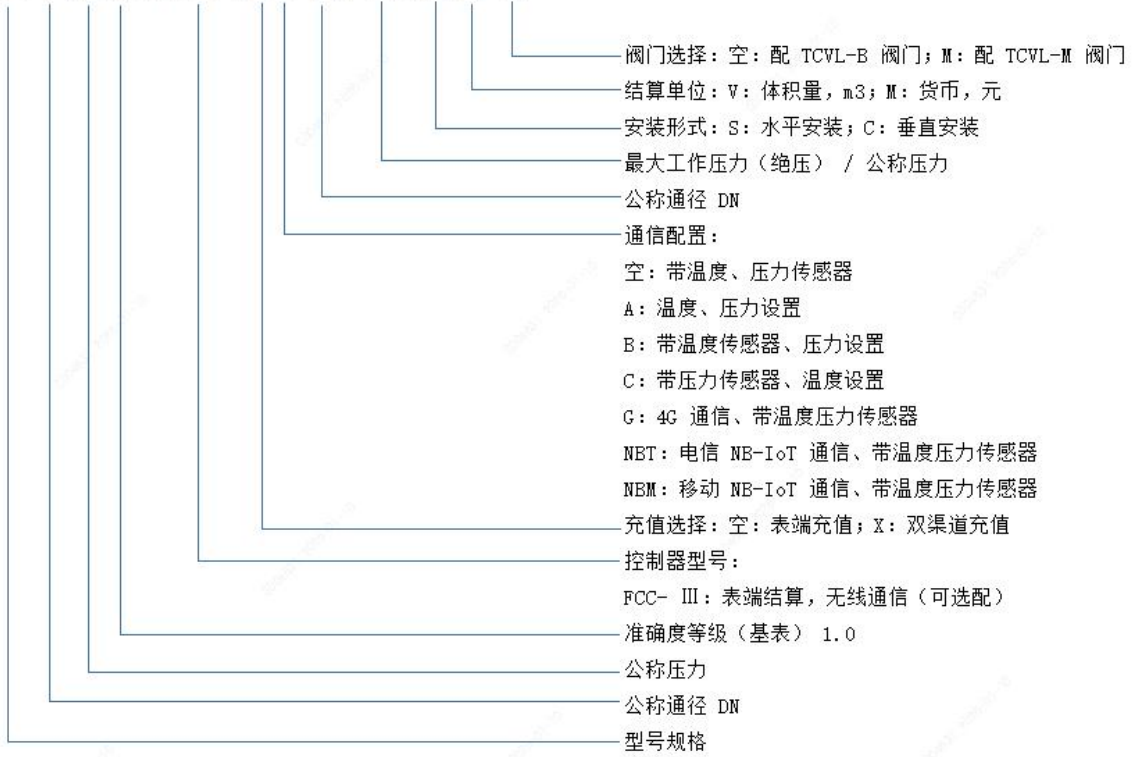 阀门选择：空：配 TCVL-B 阀门；M：配 TCVL-M 阀门
结算单位：V：体积量，m3；M：货币，元
安装形式：S：水平安装；C：垂直安装
最大工作压力（绝压） / 公称压力
公称通径 DN
通信配置：
空：带温度、压力传感器
A：温度、压力设置
B：带温度传感器、压力设置
C：带压力传感器、温度设置
G：4G 通信、带温度压力传感器
NBT：电信 NB-IoT 通信、带温度压力传感器
NBM：移动 NB-IoT 通信、带温度压力传感器
充值选择：空：表端充值；X：双渠道充值
控制器型号：
FCC- Ⅲ：表端结算，无线通信（可选配）
准确度等级（基表） 1.0
公称压力
公称通径 DN
型号规格